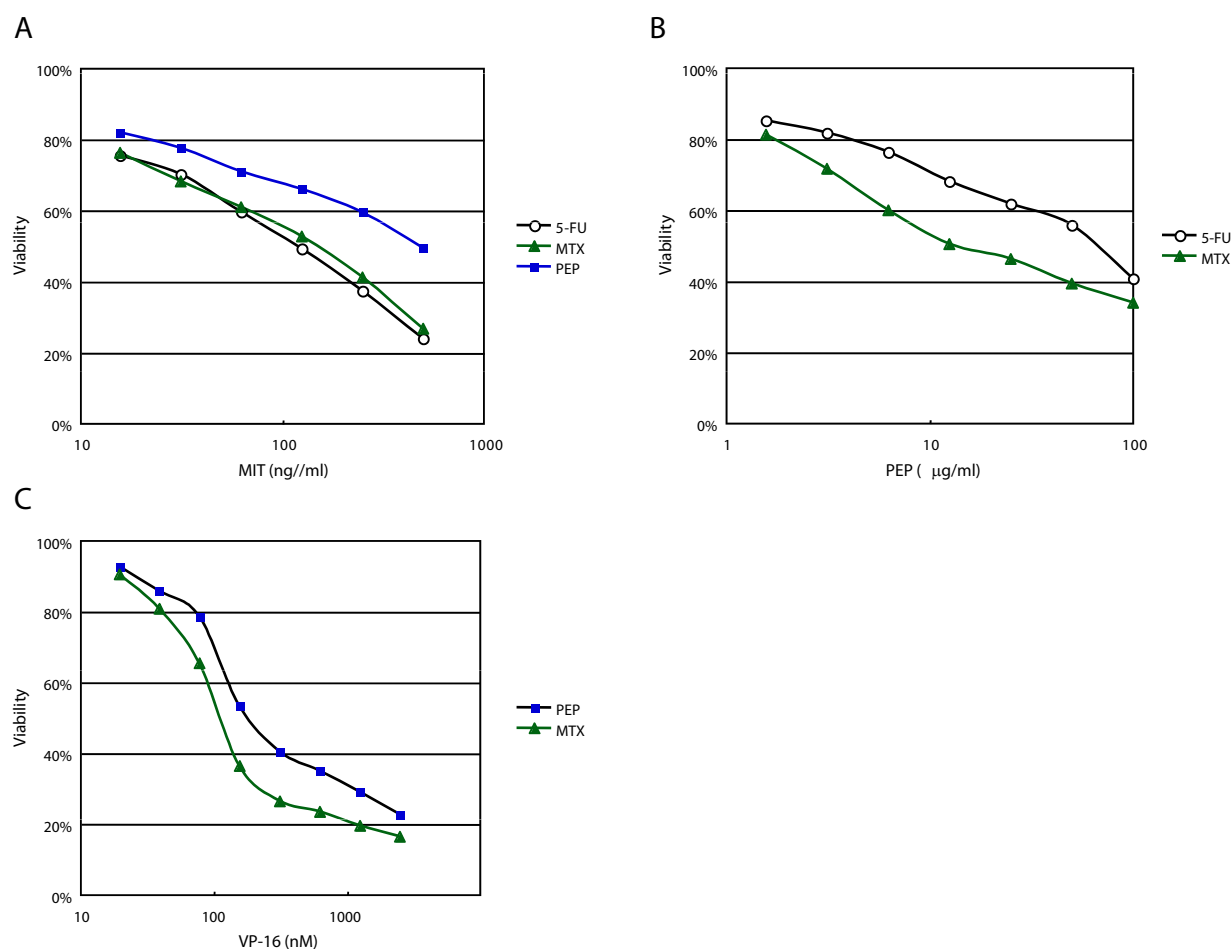 A
100%
80%
60%
40%
20%
0%
Viability
10 100 1000
MIT (ng//ml)
5-FU
MTX
PEP
B
100%
80%
60%
40%
20%
0%
Viability
1 10 100
PEP ( μg/ml)
5-FU
MTX
C
100%
80%
60%
40%
20%
0%
Viability
10 100 1000
VP-16 (nM)
PEP
MTX